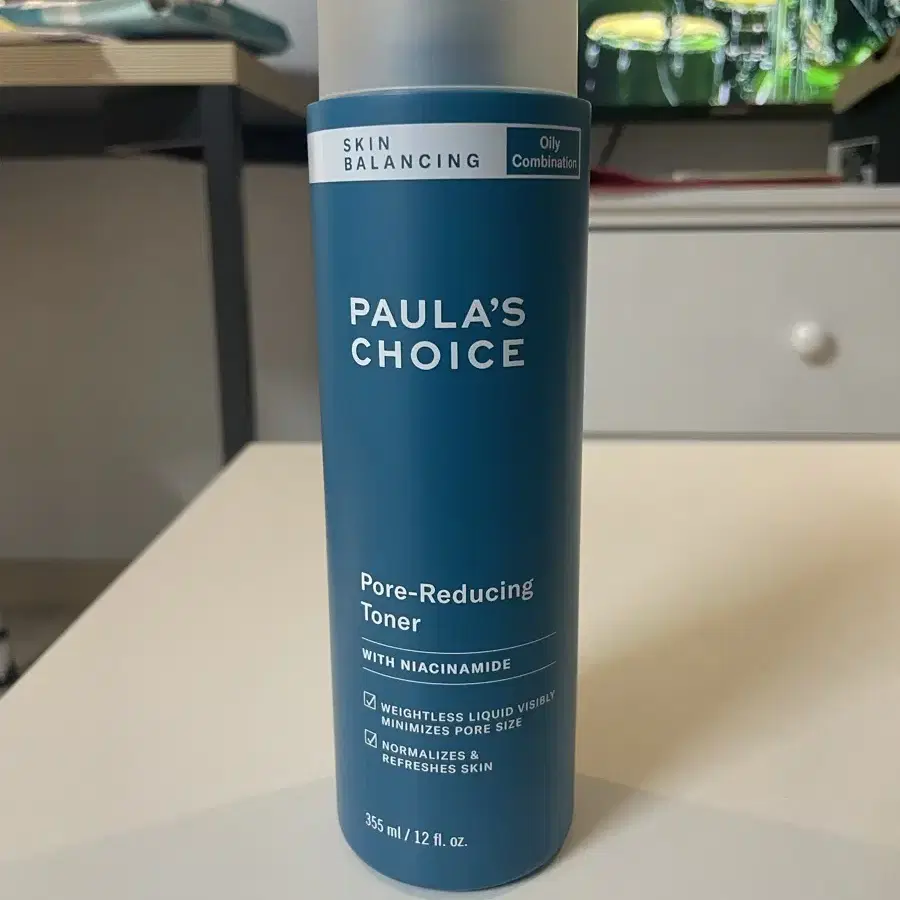 SKIN
BALANCING
Oily
Combination
PAULA'S
CHOICE
Pore-Reducing
Toner
WITH NIACINAMIDE
WEIGHTLESS LIQUID VISIBLY
MINIMIZES PORE SIZE
NORMALIZES &
REFRESHES SKIN
355 ml / 12 fl. oz.